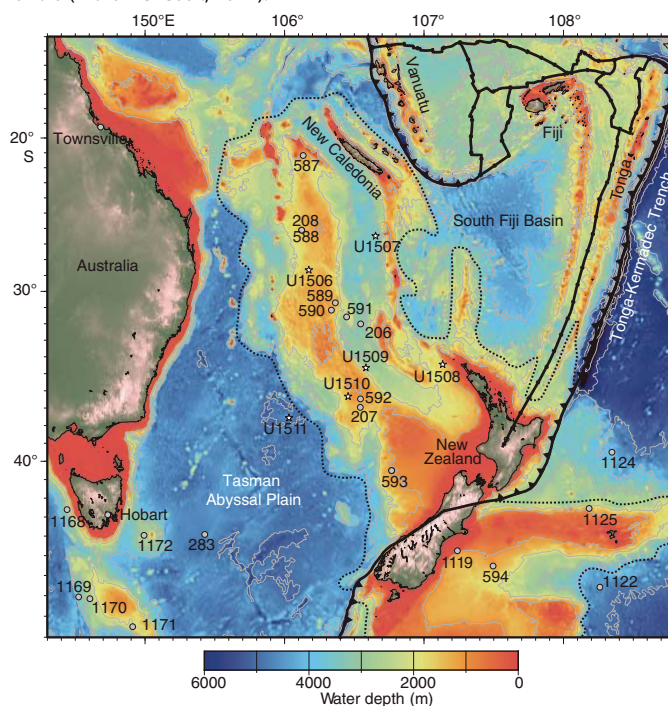 150°E
106°
107°
108°
20°
S
30°
40°
Townsville
Vanuatu
Fiji
New Caledonia
587
Tonga
208
588
South Fiji Basin
U1507
Australia
U1506
Tonga-Kermadec Trench
589
590
591
206
U1509
U1508
U1510
592
207
U1511
New
Zealand
Tasman
Abyssal Plain
593
1124
1168
Hobart
1172
283
1125
1119
594
1169
1170
1171
1122
6000
4000
2000
0
Water depth (m)